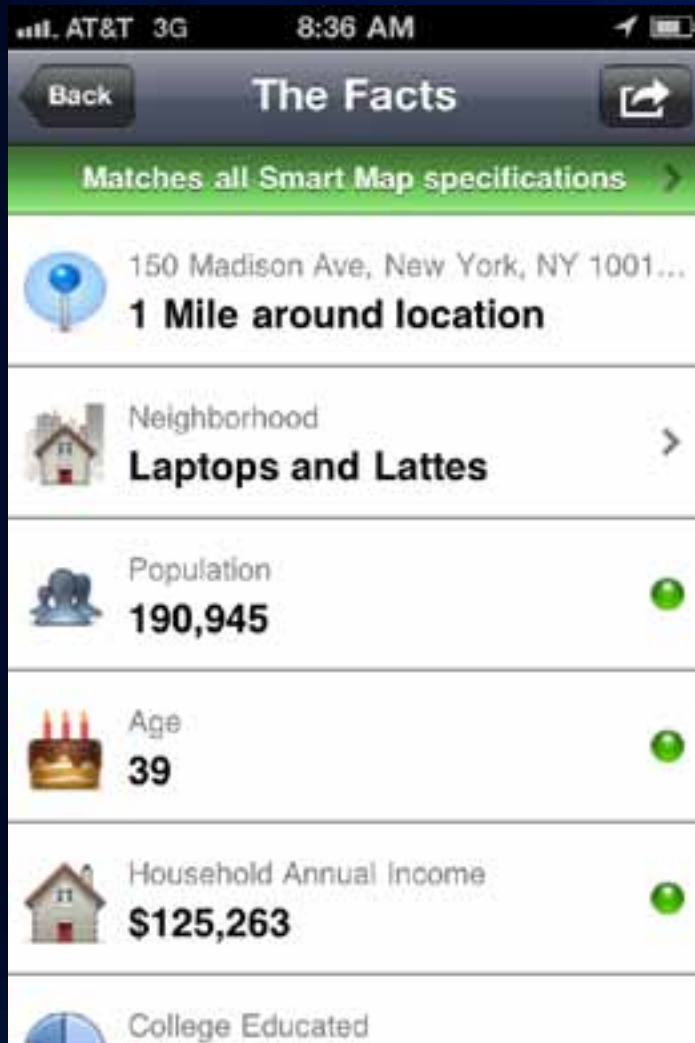 AT&T 3G 8:36 AM
Back The Facts
Matches all Smart Map specifications
150 Madison Ave, New York, NY 1001...
1 Mile around location
Neighborhood
Laptops and Lattes
Population
190,945
Age
39
Household Annual Income
$125,263
College Educated